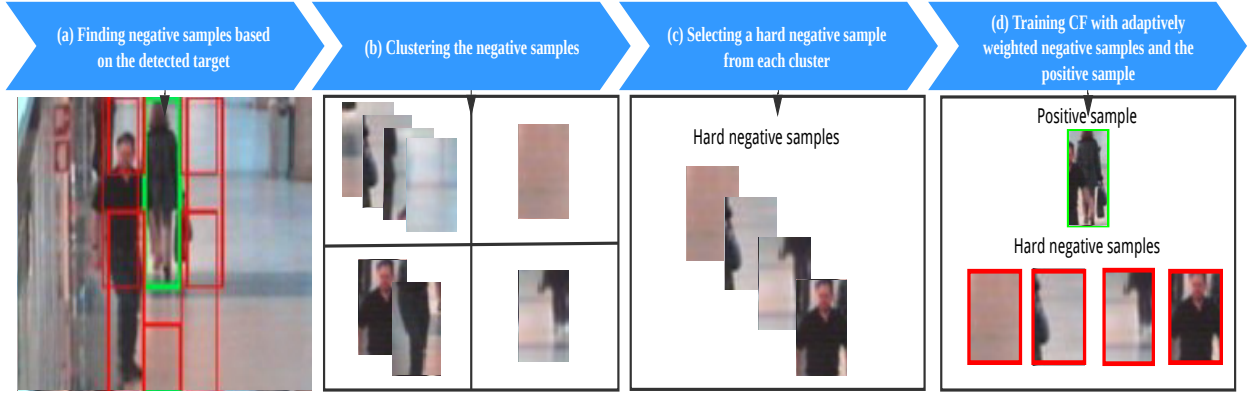 (a) Finding negative samples based
on the detected target
(b) Clustering the negative samples
(c) Selecting a hard negative sample
from each cluster
(d) Training CF with adaptively
weighted negative samples and the
positive sample
Hard negative samples
Positive sample
Hard negative samples